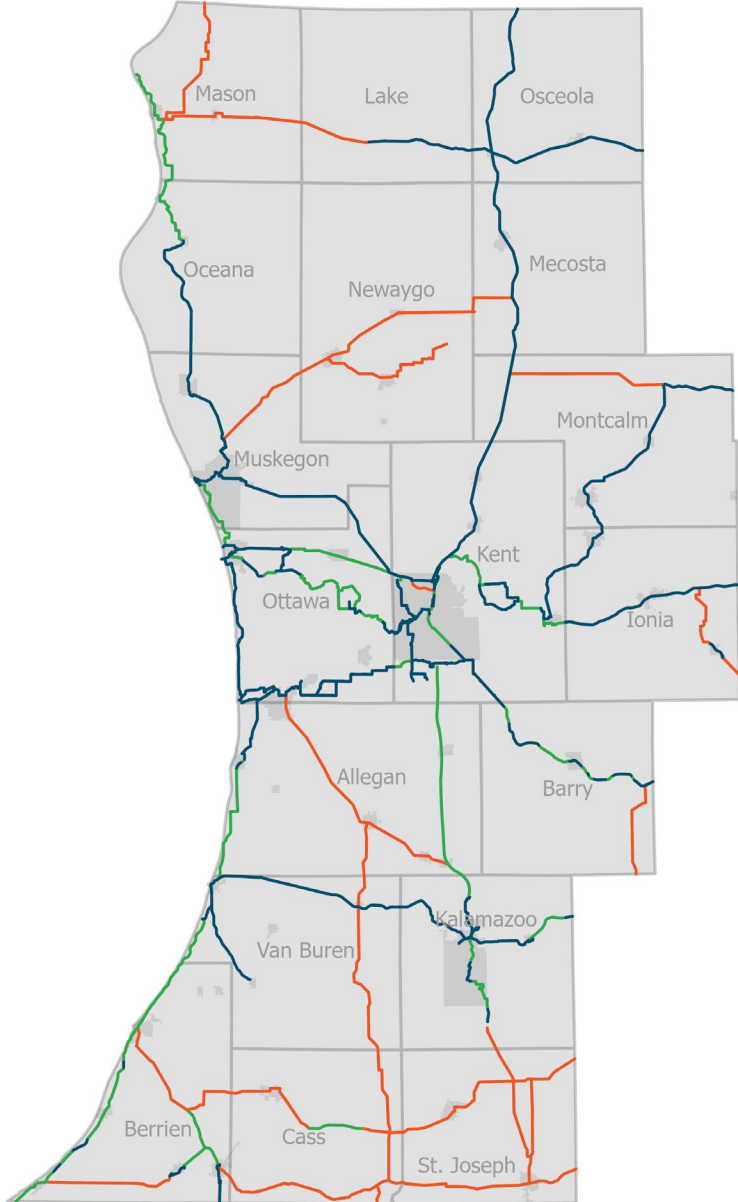 Mason
Lake
Osceola
Oceana
Newaygo
Mecosta
Montcalm
Muskegon
Kent
Ottawa
Ionia
Allegan
Barry
Kalamazoo
Van Buren
Berrien
Cass
St. Joseph